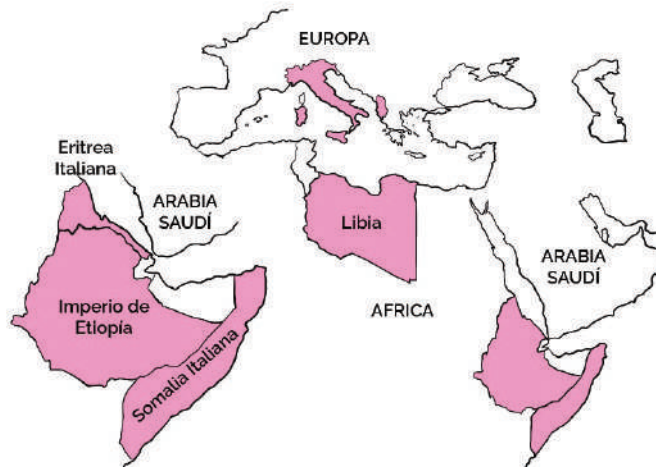 EUROPA
Eritrea
Italiana
ARABIA
SAUDÍ
Libia
ARABIA
SAUDÍ
Imperio de
Etiopía
AFRICA
Somalia Italiana